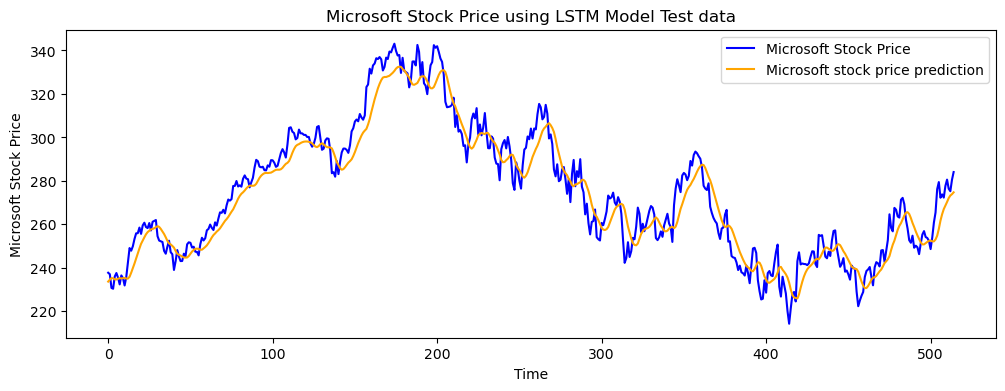 Microsoft Stock Price using LSTM Model Test data
Microsoft Stock Price
Microsoft stock price prediction
Microsoft Stock Price
340
320
300
280
260
240
220
0
100
200
300
400
500
Time